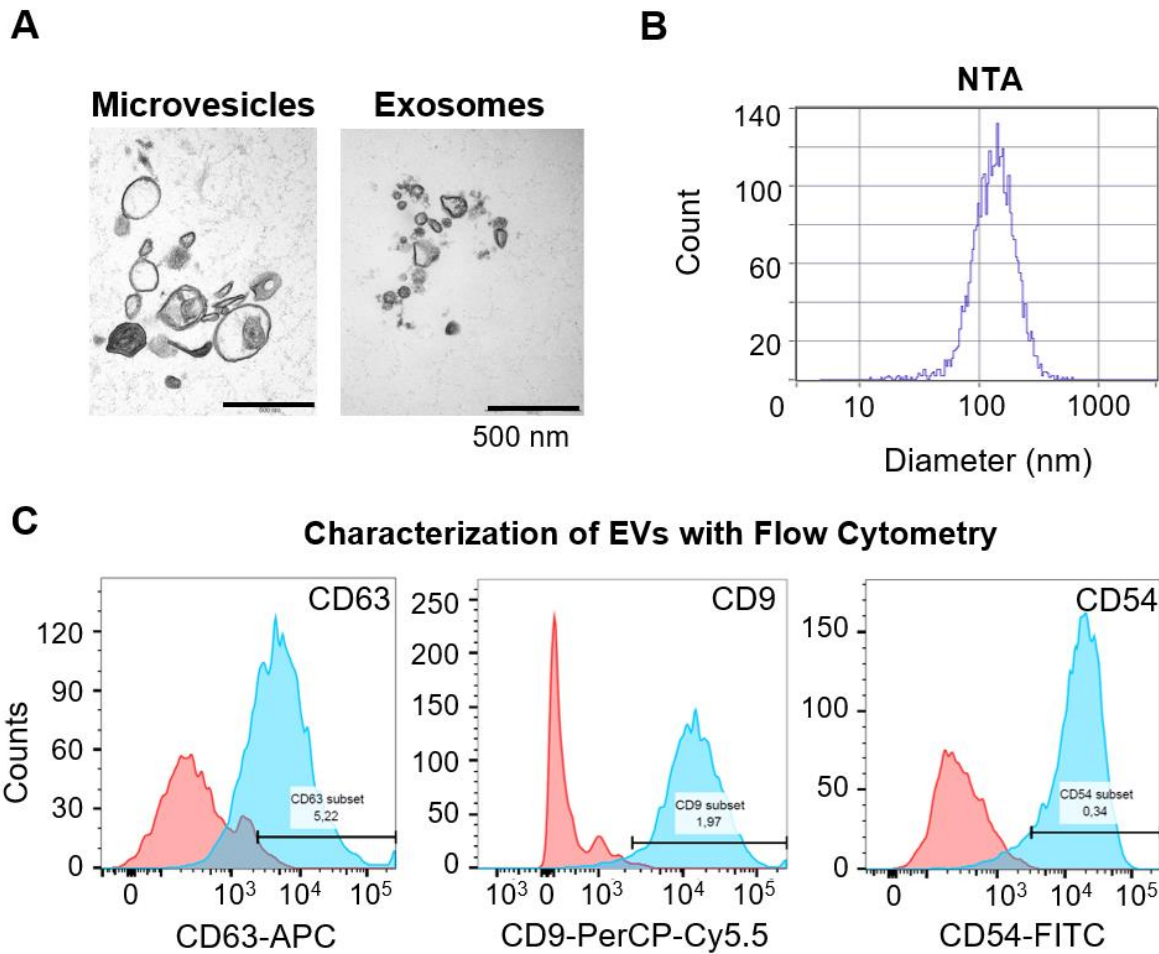 A
Microvesicles
Exosomes
500 nm
B
NTA
140
100
60
20
0
10
100
1000
Count
Diameter (nm)
C
Characterization of EVs with Flow Cytometry
CD63
120
90
60
30
0
Counts
CD63 subset
5,22
0
10³
10⁴
10⁵
CD63-APC
CD9
250
200
150
100
50
0
CD9 subset
1,97
10³
0
10³
10⁴
10⁵
CD9-PerCP-Cy5.5
CD54
150
100
50
0
CD54 subset
0,34
0
10³
10⁴
10⁵
CD54-FITC